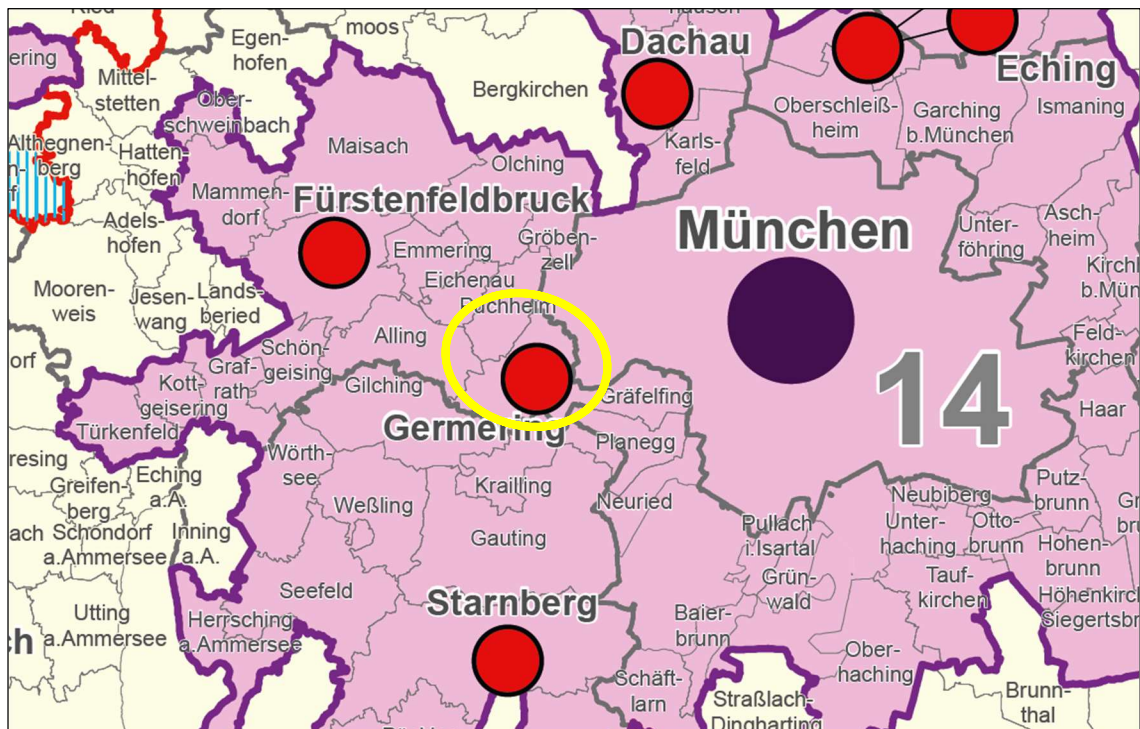 moos
Egen-
hofen
ering
Mittel-
stetten
Bergkirchen
Dachau
Eching
Ober-
schweinbach
Oberschleiß-
heim
Garching
b.München
Ismaning
Maisach
Althegnen-
berg
Hatten-
hofen
Karls-
feld
Olching
Mammen-
dorf
Fürstenfeldbruck
Adels-
hofen
München
Unter-
föhring
Asch-
heim
Emmering
Gröben-
zell
Eichenau
Puchheim
Mooren-
weis
Jesen-
wang
Lands-
beried
Alling
Feld-
kirchen
14
Schön-
geising
Graf-
rath
Kott-
geisering
Gilching
Gräfelfing
Haar
Türkenfeld
Germering
Planegg
Wörth-
see
Greifen-
berg
Eching
a.A.
Krailling
Weßling
Neuried
Neubiberg
Putz-
brunn
Schondorf
a.Ammersee
Inning
a.A.
Gauting
Pullach
i.Isartal
Unter-
haching
Otto-
brunn
Hohen-
brunn
Grün-
wald
Tauf-
kirchen
Seefeld
Starnberg
Utting
a.Ammersee
Herrsching
a.Ammersee
Baier-
brunn
Ober-
haching
Schäft-
larn
Straßlach-
Dingharting
Brunn-
thal